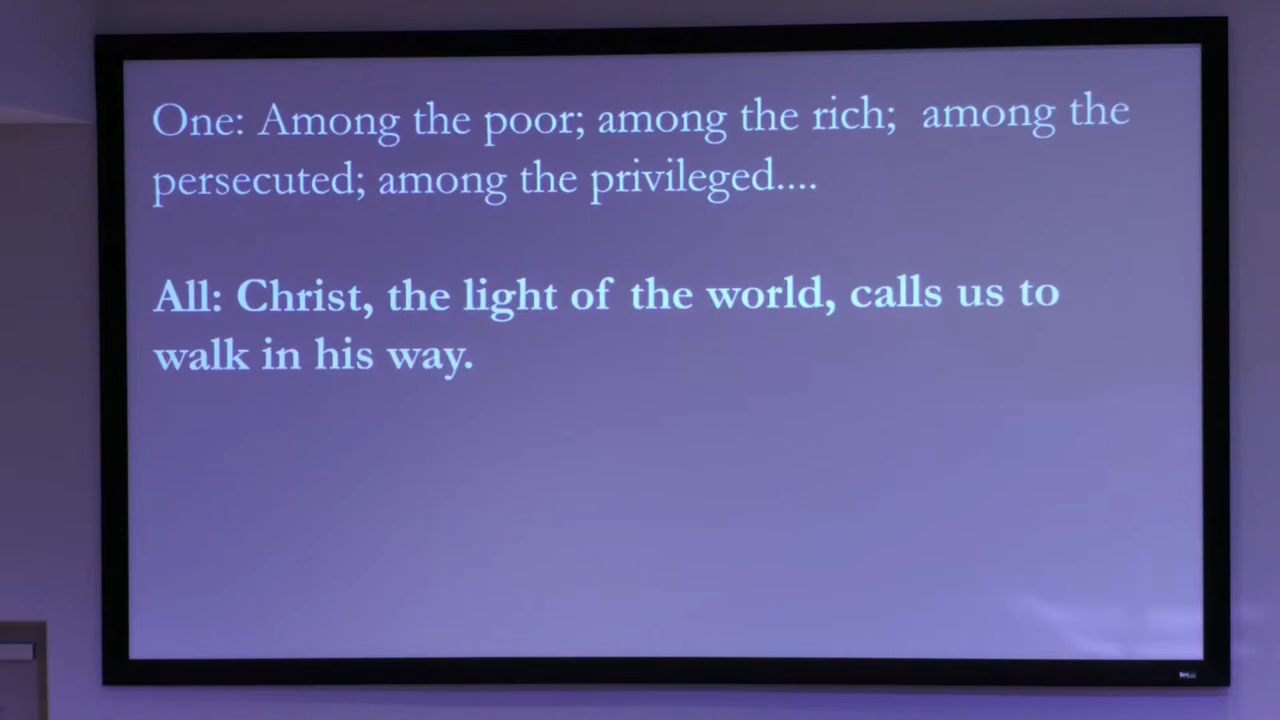 One: Among the poor; among the rich;  among the
persecuted; among the privileged....
All: Christ, the light of the world, calls us to
walk in his way.